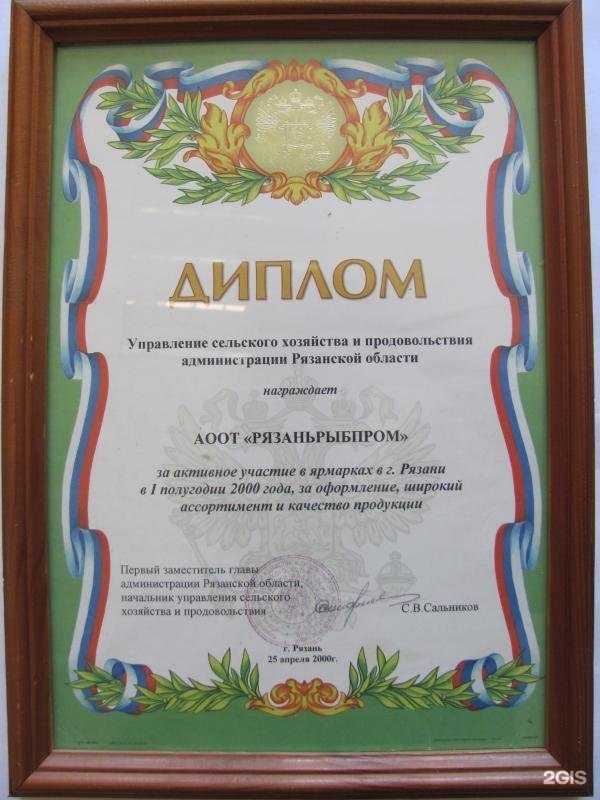 ДИПЛОМ
Управление сельского хозяйства и продовольствия
администрации Рязанской области
награждает
АООТ «РЯЗАНЬРЫБПРОМ»
за активное участие в ярмарках в г. Рязани
в I полугодии 2000 года, за оформление, широкий
ассортимент и качество продукции
Первый заместитель главы
администрации Рязанской области,
начальник управления сельского
хозяйства и продовольствия
С.В.Сальников
г. Рязань
25 апреля 2000г.
2GIS